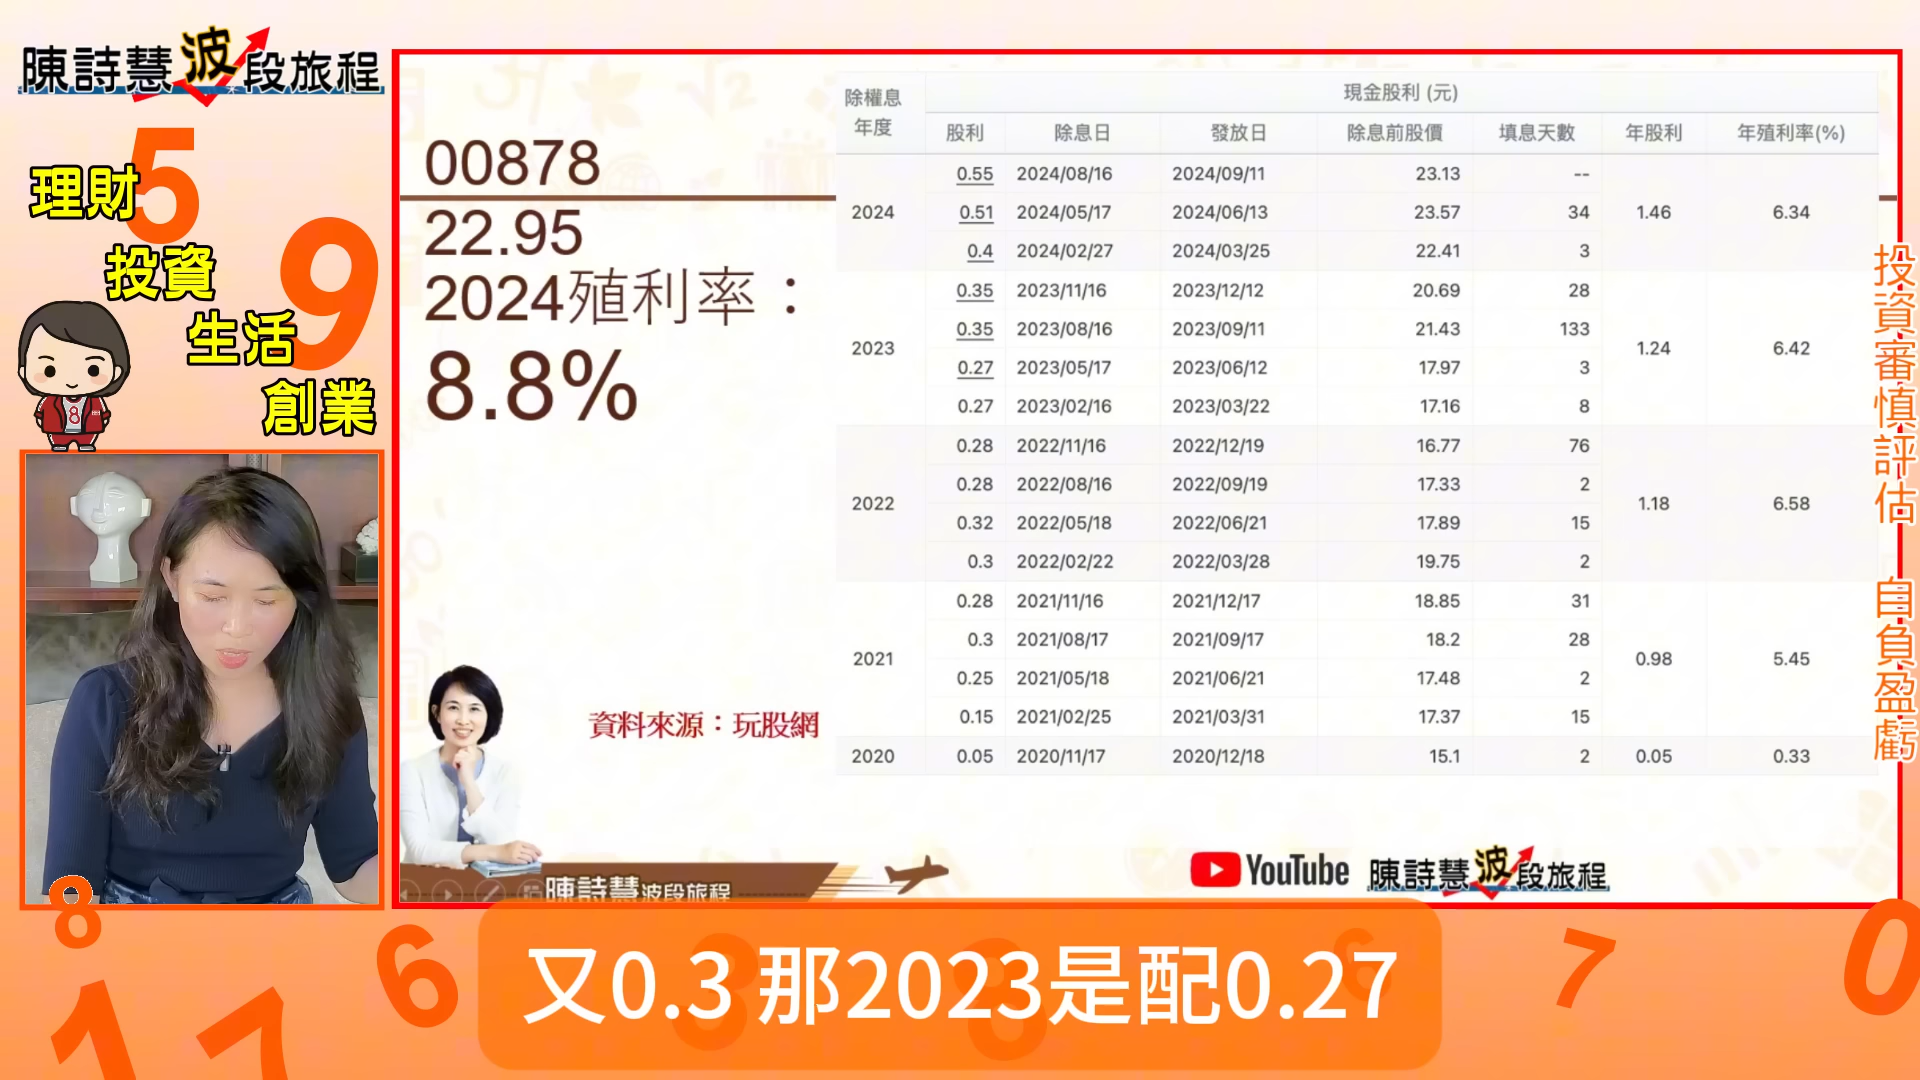 陳詩慧波段旅程
理財
投資
生活
創業
5
9
8
00878
22.95
2024殖利率：
8.8%
資料來源：玩股網
除權息年度 現金股利 (元)
股利 除息日 發放日 除息前股價 填息天數 年股利 年殖利率(%)
2024 0.55 2024/08/16 2024/09/11 23.13 -- 1.46 6.34
0.51 2024/05/17 2024/06/13 23.57 34
0.4 2024/02/27 2024/03/25 22.41 3
2023 0.35 2023/11/16 2023/12/12 20.69 28 1.24 6.42
0.35 2023/08/16 2023/09/11 21.43 133
0.27 2023/05/17 2023/06/12 17.97 3
0.27 2023/02/16 2023/03/22 17.16 8
2022 0.28 2022/11/16 2022/12/19 16.77 76 1.18 6.58
0.28 2022/08/16 2022/09/19 17.33 2
0.32 2022/05/18 2022/06/21 17.89 15
0.3 2022/02/22 2022/03/28 19.75 2
2021 0.28 2021/11/16 2021/12/17 18.85 31 0.98 5.45
0.3 2021/08/17 2021/09/17 18.2 28
0.25 2021/05/18 2021/06/21 17.48 2
0.15 2021/02/25 2021/03/31 17.37 15
2020 0.05 2020/11/17 2020/12/18 15.1 2 0.05 0.33
陳詩慧波段旅程
YouTube 陳詩慧波段旅程
投資審慎評估 自負盈虧
8
6
1
7
7
0
又0.3 那2023是配0.27